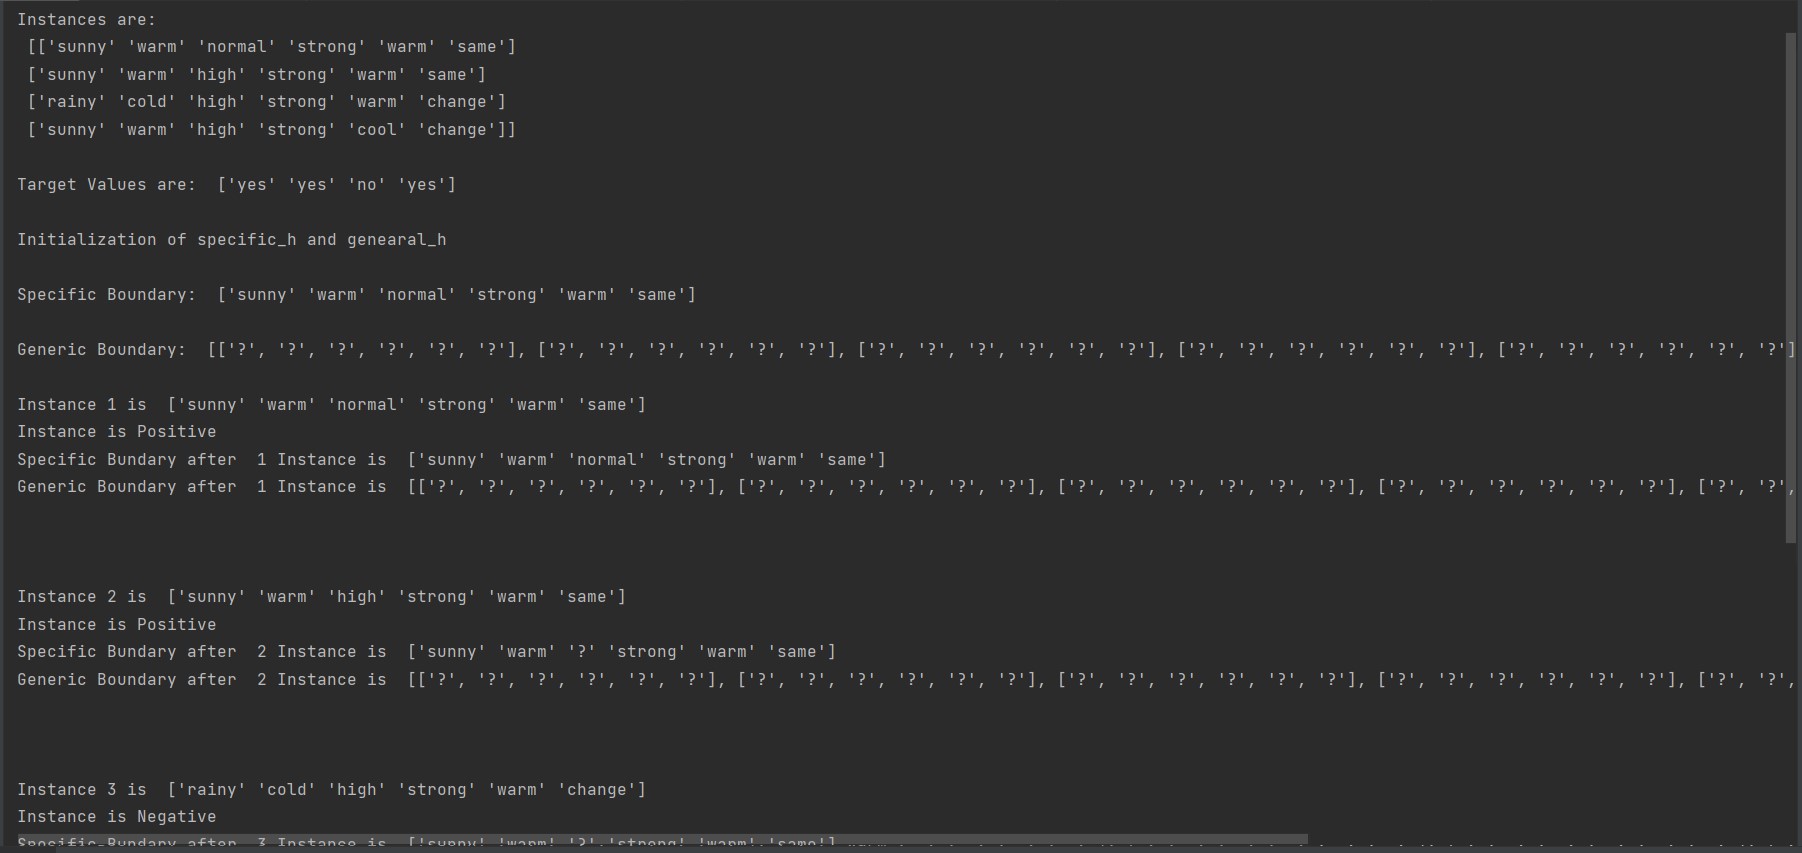 Instances are:
[['sunny' 'warm' 'normal' 'strong' 'warm' 'same']
['sunny' 'warm' 'high' 'strong' 'warm' 'same']
['rainy' 'cold' 'high' 'strong' 'warm' 'change']
['sunny' 'warm' 'high' 'strong' 'cool' 'change']]
Target Values are:  ['yes' 'yes' 'no' 'yes']
Initialization of specific_h and genearal_h
Specific Boundary:  ['sunny' 'warm' 'normal' 'strong' 'warm' 'same']
Generic Boundary:  [['?', '?', '?', '?', '?', '?'], ['?', '?', '?', '?', '?', '?'], ['?', '?', '?', '?', '?', '?'], ['?', '?', '?', '?', '?', '?'], ['?', '?', '?', '?', '?', '?']
Instance 1 is  ['sunny' 'warm' 'normal' 'strong' 'warm' 'same']
Instance is Positive
Specific Bundary after  1 Instance is  ['sunny' 'warm' 'normal' 'strong' 'warm' 'same']
Generic Boundary after  1 Instance is  [['?', '?', '?', '?', '?', '?'], ['?', '?', '?', '?', '?', '?'], ['?', '?', '?', '?', '?', '?'], ['?', '?', '?', '?', '?', '?'], ['?', '?',
Instance 2 is  ['sunny' 'warm' 'high' 'strong' 'warm' 'same']
Instance is Positive
Specific Bundary after  2 Instance is  ['sunny' 'warm' '?' 'strong' 'warm' 'same']
Generic Boundary after  2 Instance is  [['?', '?', '?', '?', '?', '?'], ['?', '?', '?', '?', '?', '?'], ['?', '?', '?', '?', '?', '?'], ['?', '?', '?', '?', '?', '?'], ['?', '?',
Instance 3 is  ['rainy' 'cold' 'high' 'strong' 'warm' 'change']
Instance is Negative
Specific Bundary after  3 Instance is  ['sunny' 'warm' '?' 'strong' 'warm' 'same']